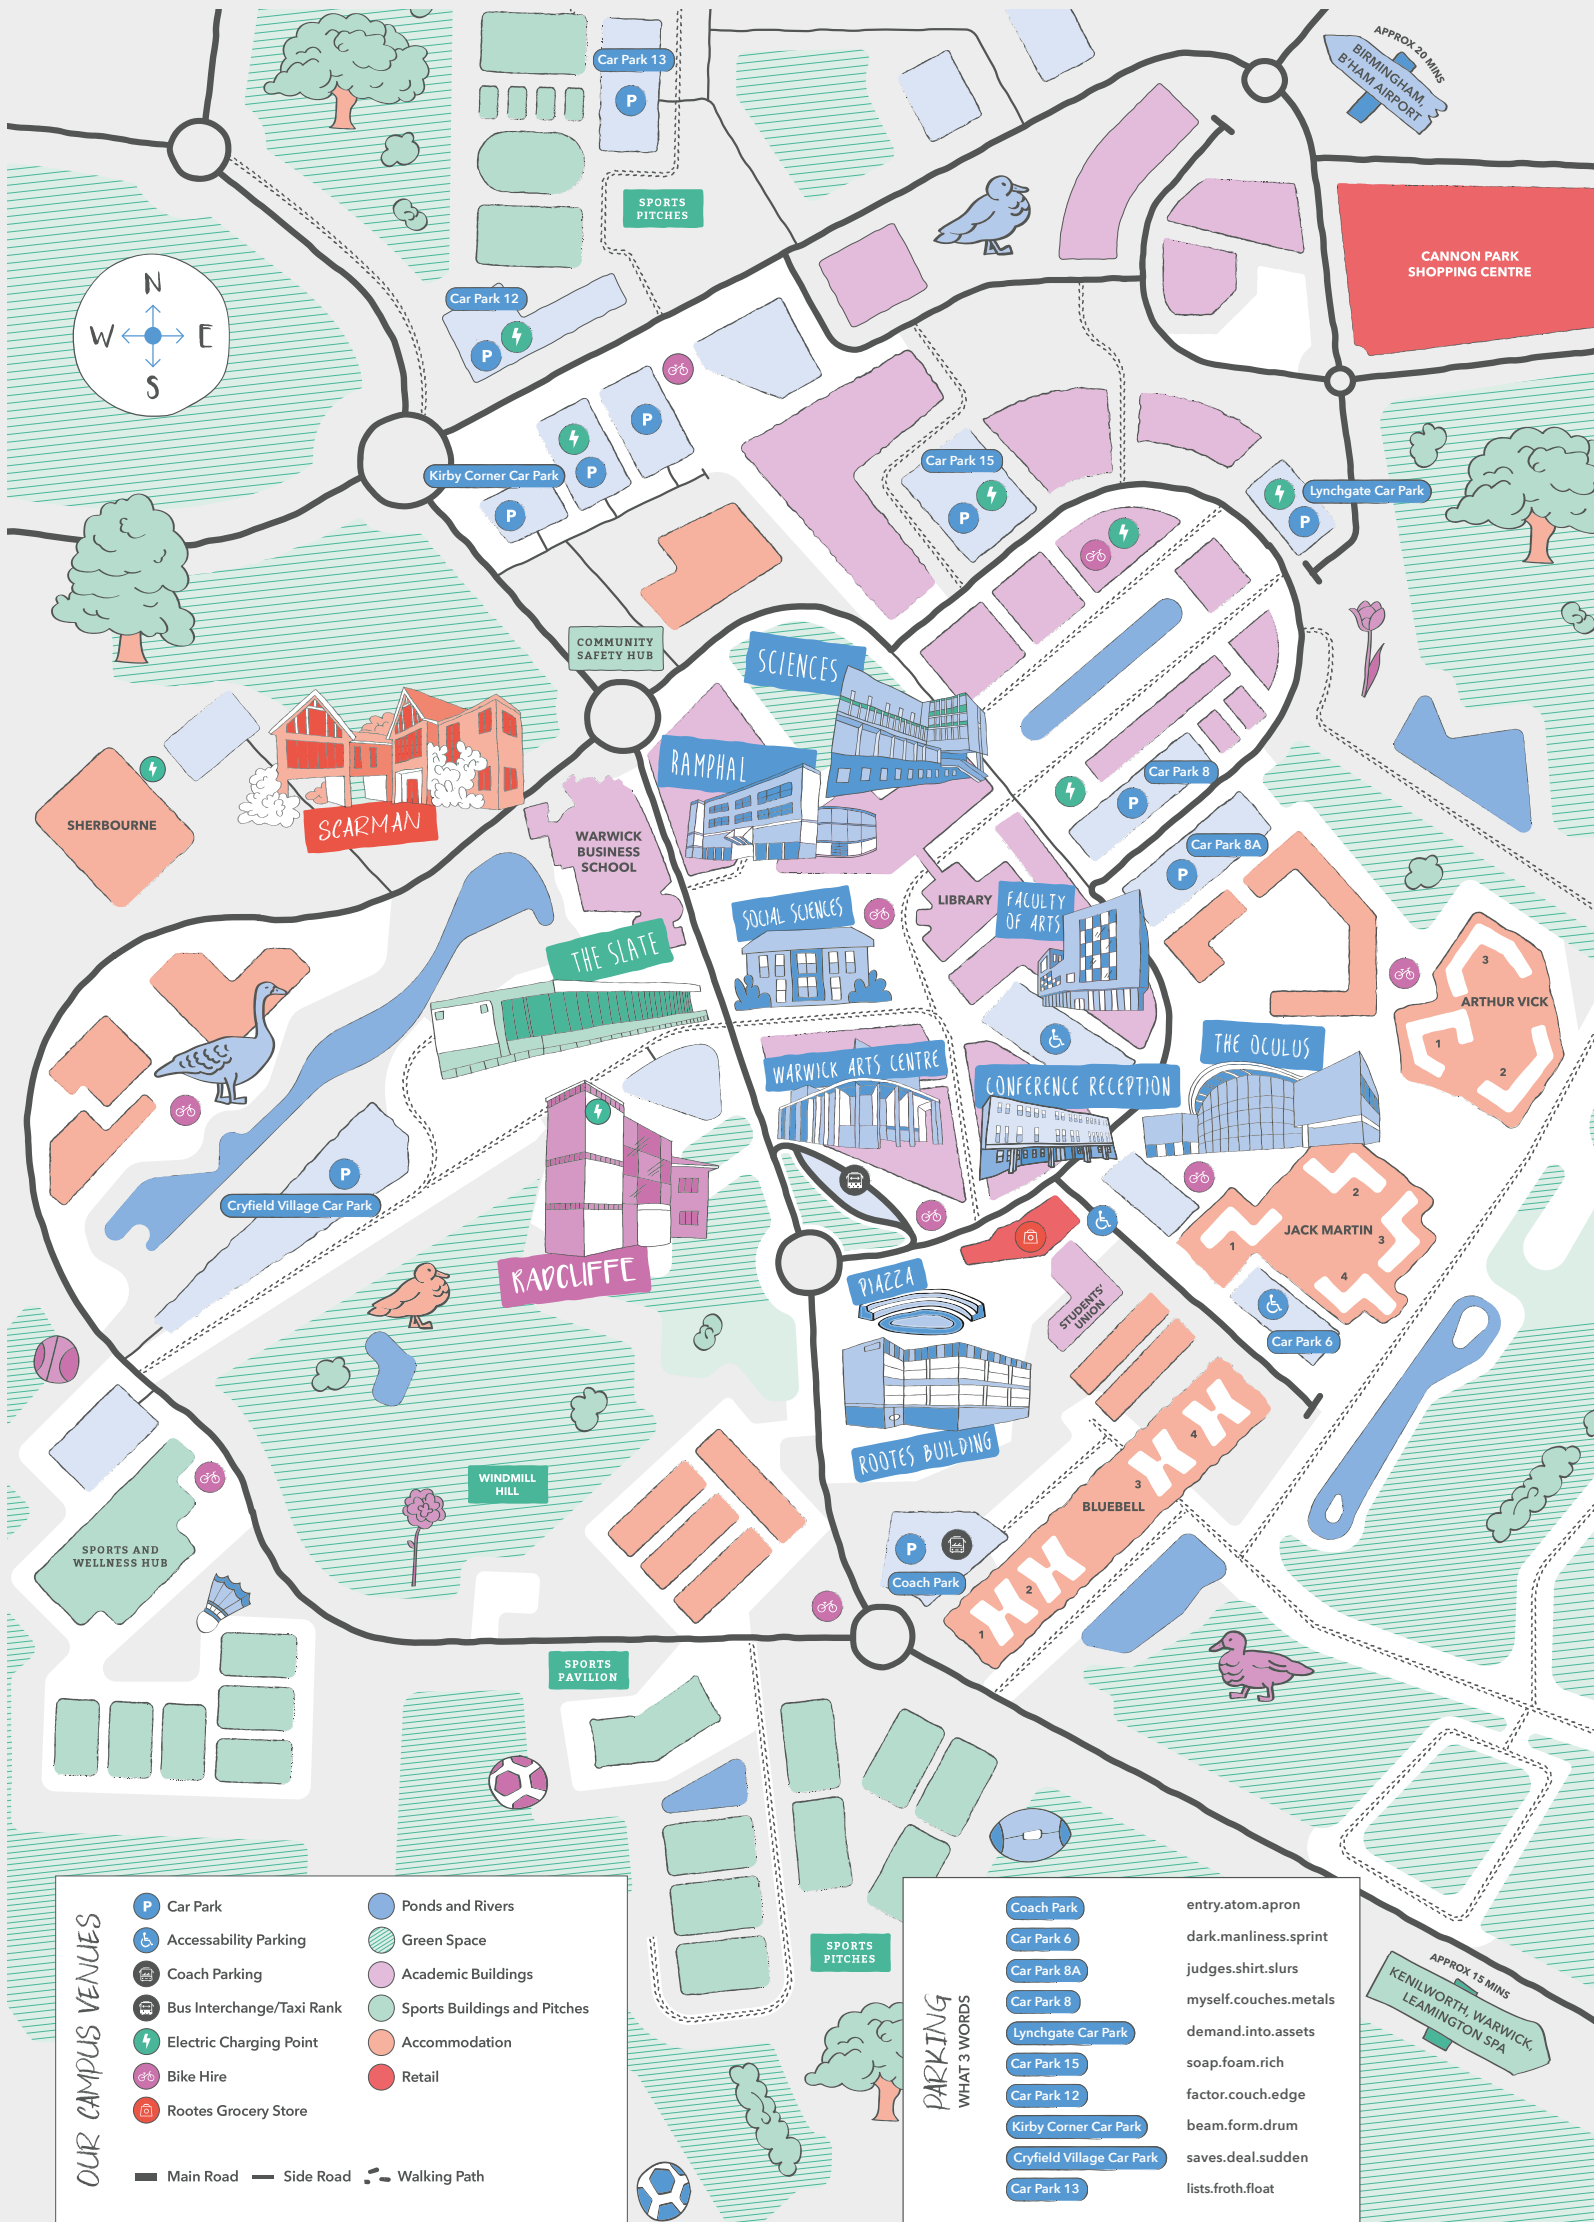 APPROX 20 MINS
BIRMINGHAM,
B'HAM AIRPORT
Car Park 13
P
SPORTS
PITCHES
CANNON PARK
SHOPPING CENTRE
N
W E
S
Car Park 12
P
P
Kirby Corner Car Park
P
P
Car Park 15
P
Lynchgate Car Park
P
COMMUNITY
SAFETY HUB
SCIENCES
RAMPHAL
Car Park 8
P
SHERBOURNE
SCARMAN
WARWICK
BUSINESS
SCHOOL
Car Park 8A
P
LIBRARY
FACULTY
OF ARTS
SOCIAL SCIENCES
THE SLATE
3
ARTHUR VICK
1
2
THE OCULUS
WARWICK ARTS CENTRE
CONFERENCE RECEPTION
P
Cryfield Village Car Park
2
JACK MARTIN
1
3
4
RADCLIFFE
PIAZZA
STUDENTS'
UNION
Car Park 6
ROOTES BUILDING
4
3
BLUEBELL
2
1
WINDMILL
HILL
SPORTS AND
WELLNESS HUB
P
Coach Park
SPORTS
PAVILION
SPORTS
PITCHES
APPROX 15 MINS
KENILWORTH, WARWICK,
LEAMINGTON SPA
OUR CAMPUS VENUES
P Car Park
Accessability Parking
Coach Parking
Bus Interchange/Taxi Rank
Electric Charging Point
Bike Hire
Rootes Grocery Store
Ponds and Rivers
Green Space
Academic Buildings
Sports Buildings and Pitches
Accommodation
Retail
Main Road
Side Road
Walking Path
PARKING
WHAT 3 WORDS
Coach Park entry.atom.apron
Car Park 6 dark.manliness.sprint
Car Park 8A judges.shirt.slurs
Car Park 8 myself.couches.metals
Lynchgate Car Park demand.into.assets
Car Park 15 soap.foam.rich
Car Park 12 factor.couch.edge
Kirby Corner Car Park beam.form.drum
Cryfield Village Car Park saves.deal.sudden
Car Park 13 lists.froth.float